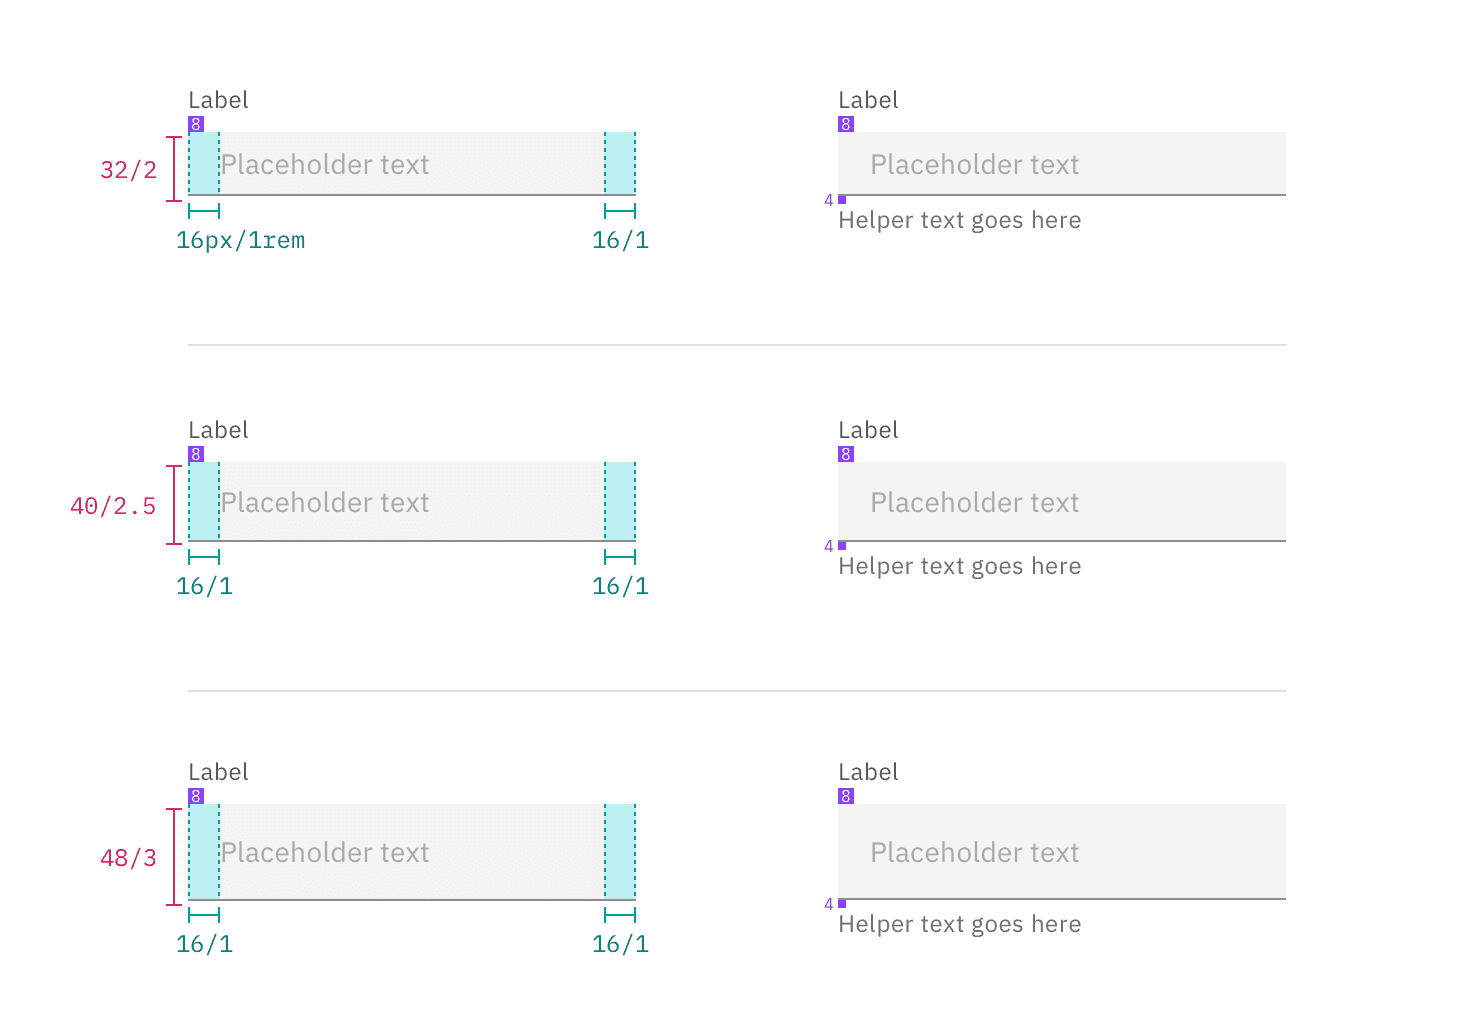 Label
8
32/2
Placeholder text
16px/1rem
16/1
Label
8
Placeholder text
4
Helper text goes here
Label
8
40/2.5
Placeholder text
16/1
16/1
Label
8
Placeholder text
4
Helper text goes here
Label
8
48/3
Placeholder text
16/1
16/1
Label
8
Placeholder text
4
Helper text goes here